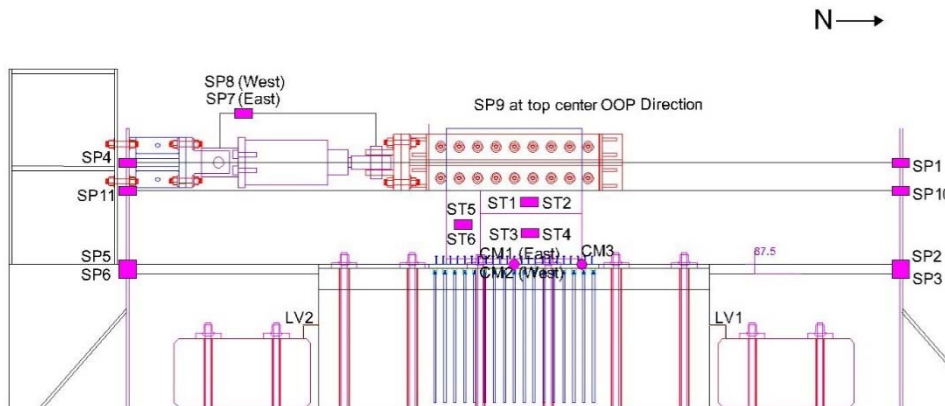 N
SP8 (West)
SP7 (East)
SP9 at top center OOP Direction
SP4
SP1
SP11
SP10
ST1 ST2
ST5
ST6
ST3 ST4
CM1 (East)
CM2 (West)
CM3
SP5
SP6
87.5
SP2
SP3
LV2
LV1